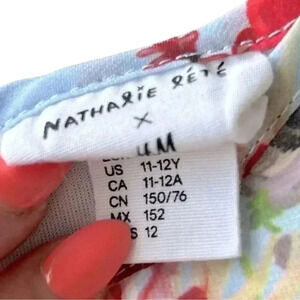 NATHALIE LÉTÉ
X
US 11-12Y
CA 11-12A
CN 150/76
MX 152
S 12